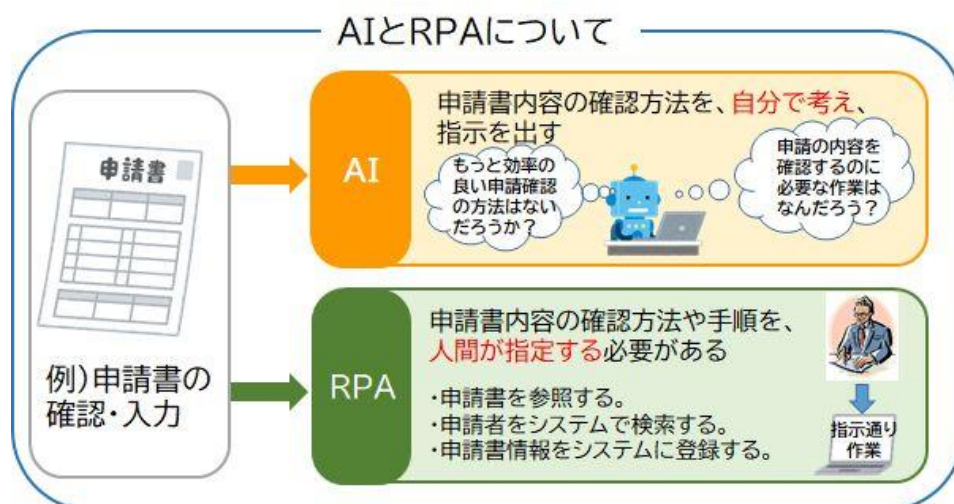 AIとRPAについて
申請書
例)申請書の
確認・入力
AI
申請書内容の確認方法を、自分で考え、
指示を出す
もっと効率の
良い申請確認
の方法はない
だろうか？
申請の内容を
確認するのに
必要な作業は
なんだろう？
RPA
申請書内容の確認方法や手順を、
人間が指定する必要がある
・申請書を参照する。
・申請者をシステムで検索する。
・申請書情報をシステムに登録する。
指示通り
作業